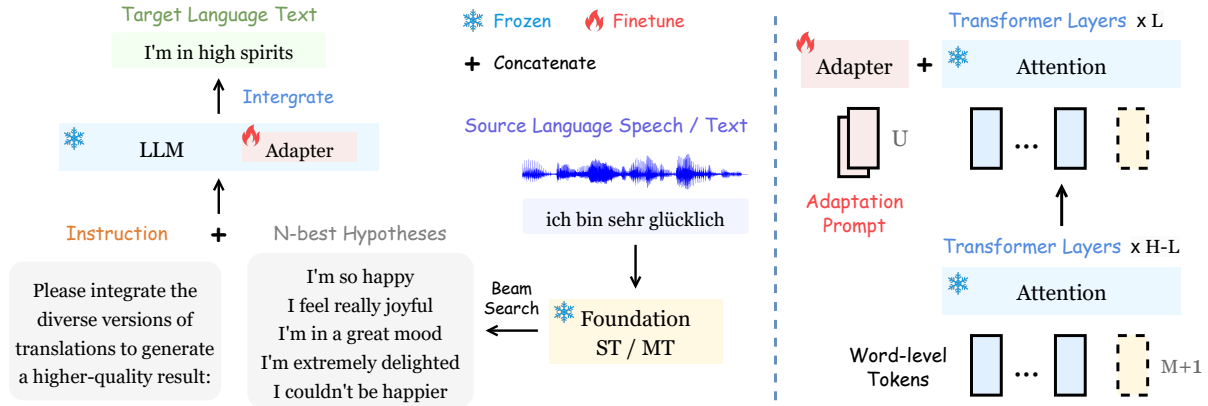 Target Language Text
I'm in high spirits
Intergrate
LLM
Adapter
Instruction
+
N-best Hypotheses
Please integrate the
diverse versions of
translations to generate
a higher-quality result:
I'm so happy
I feel really joyful
I'm in a great mood
I'm extremely delighted
I couldn't be happier
Frozen
Finetune
+ Concatenate
Source Language Speech / Text
ich bin sehr glücklich
Beam
Search
Foundation
ST / MT
Transformer Layers x L
Adapter
+
Attention
U
...
Adaptation
Prompt
Transformer Layers x H-L
Attention
Word-level
Tokens
...
M+1